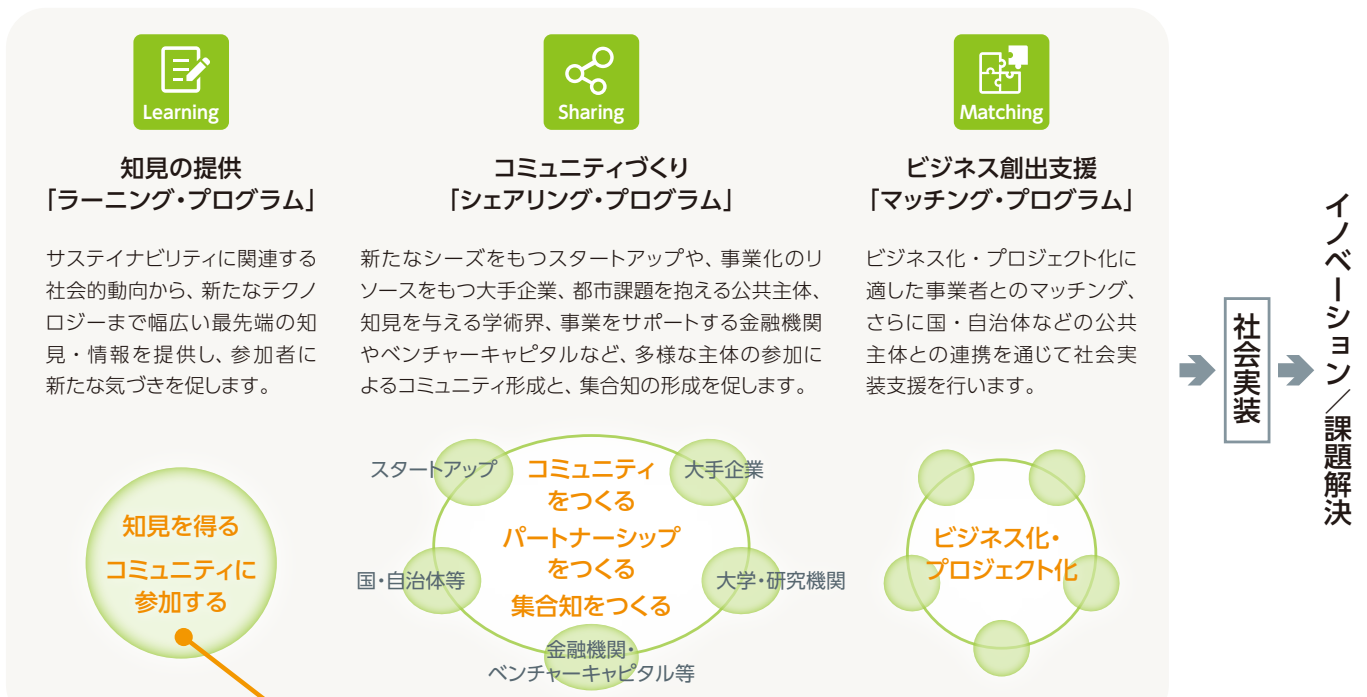 Learning
知見の提供
「ラーニング・プログラム」
サステイナビリティに関連する
社会的動向から、新たなテクノ
ロジーまで幅広い最先端の知
見・情報を提供し、参加者に
新たな気づきを促します。
知見を得る
コミュニティに
参加する
Sharing
コミュニティづくり
「シェアリング・プログラム」
新たなシーズをもつスタートアップや、事業化のリ
ソースをもつ大手企業、都市課題を抱える公共主体、
知見を与える学術界、事業をサポートする金融機関
やベンチャーキャピタルなど、多様な主体の参加に
よるコミュニティ形成と、集合知の形成を促します。
スタートアップ
大手企業
コミュニティ
をつくる
パートナーシップ
をつくる
集合知をつくる
国・自治体等
大学・研究機関
金融機関・
ベンチャーキャピタル等
Matching
ビジネス創出支援
「マッチング・プログラム」
ビジネス化・プロジェクト化に
適した事業者とのマッチング、
さらに国・自治体などの公共
主体との連携を通じて社会実
装支援を行います。
ビジネス化・
プロジェクト化
社会実装
イノベーション／課題解決